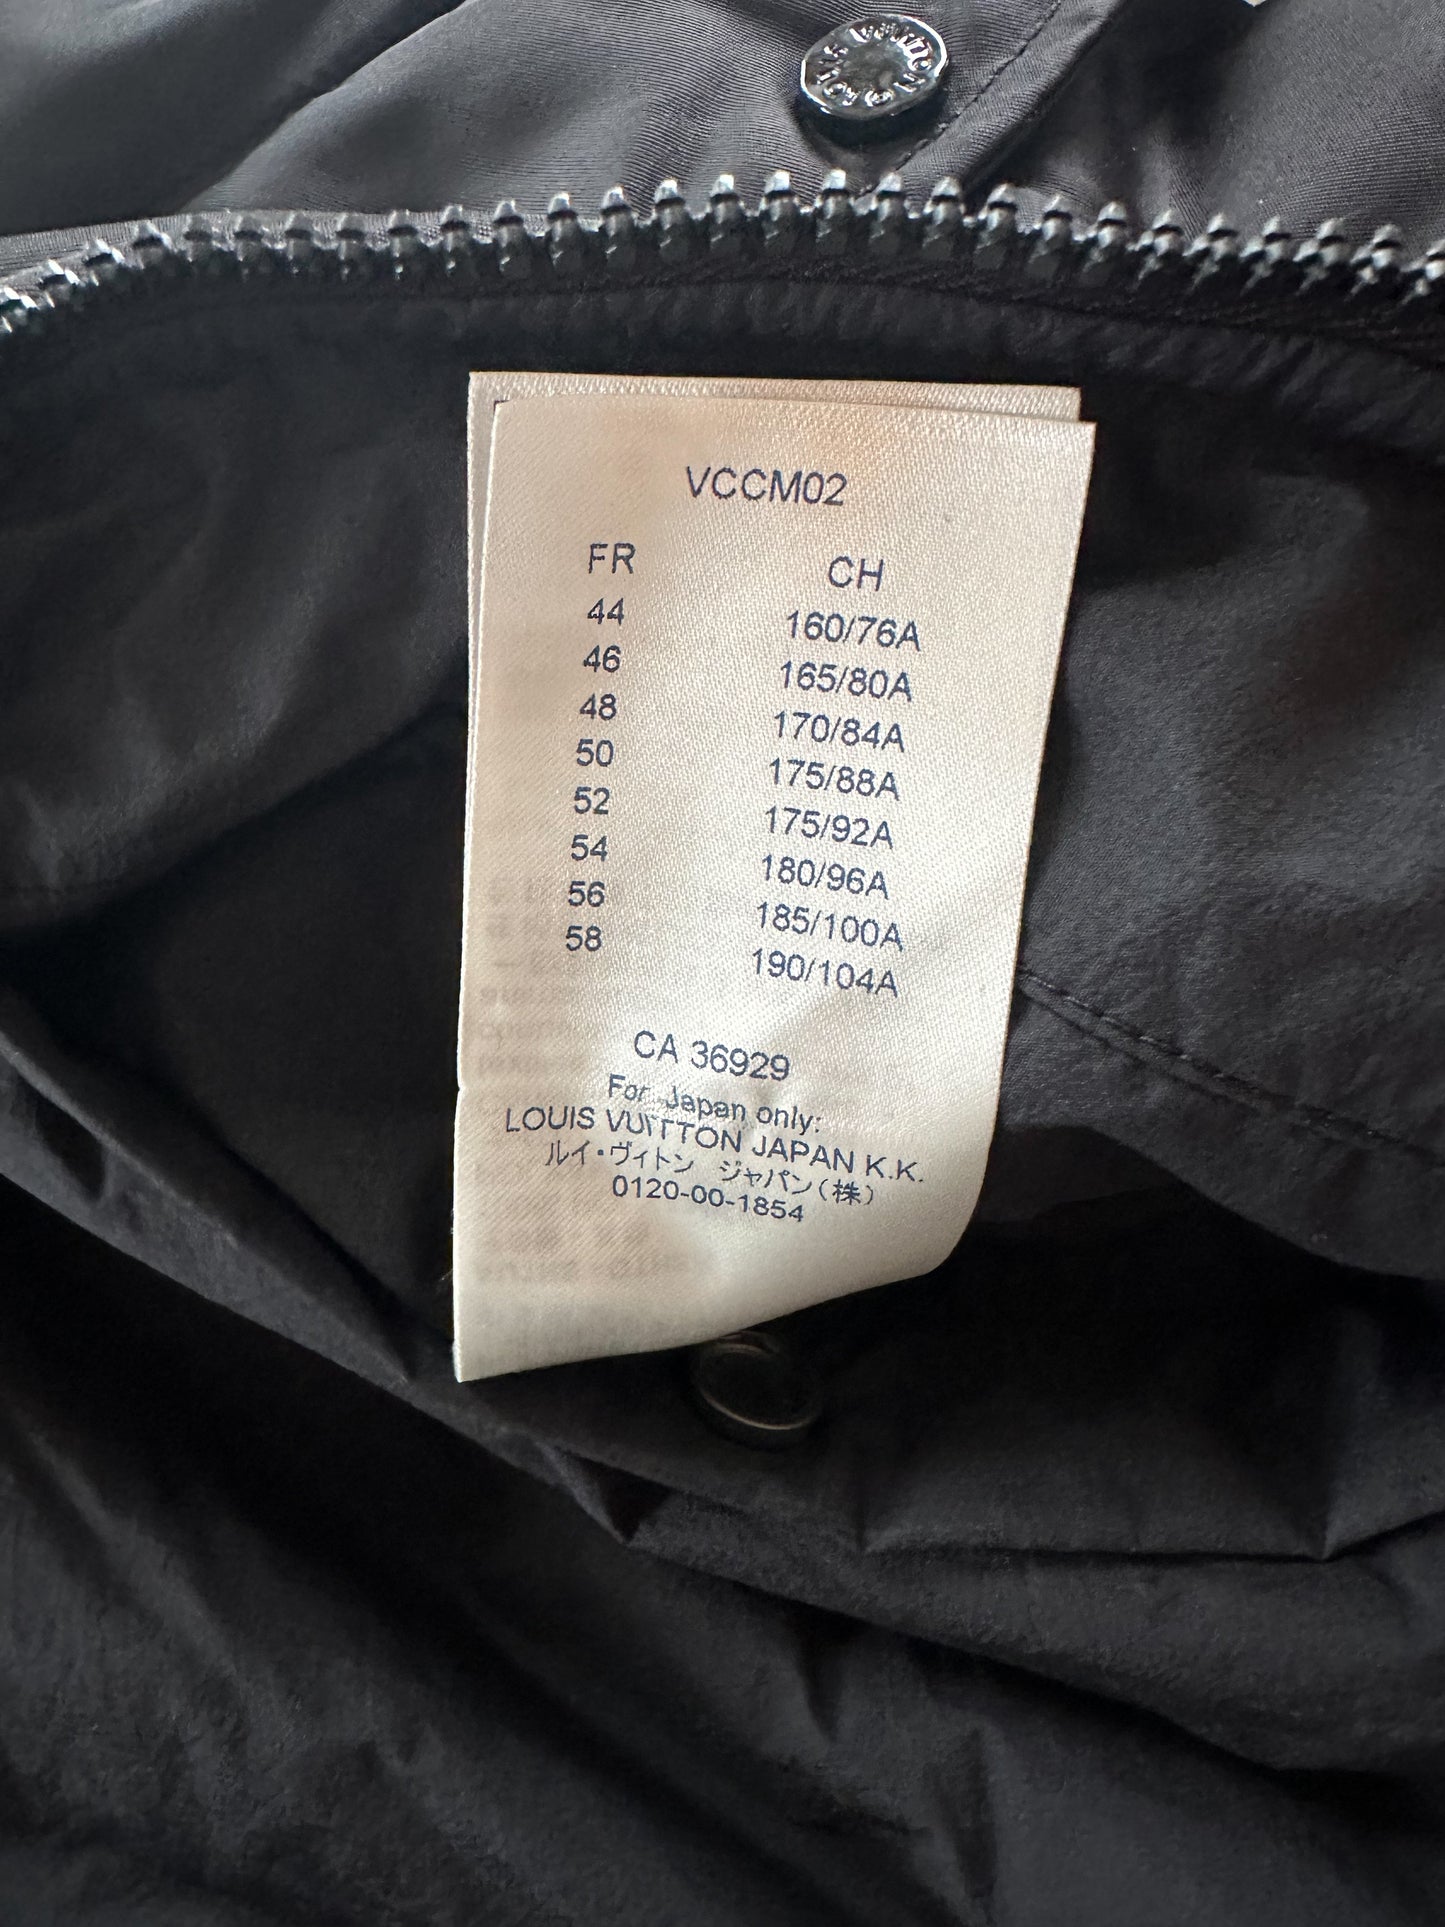 LOUIS VUITTON
VCCM02
FR CH
44 160/76A
46 165/80A
48 170/84A
50 175/88A
52 175/92A
54 180/96A
56 185/100A
58 190/104A
CA 36929
For Japan only:
LOUIS VUITTON JAPAN K.K.
ルイ・ヴィトン ジャパン(株)
0120-00-1854